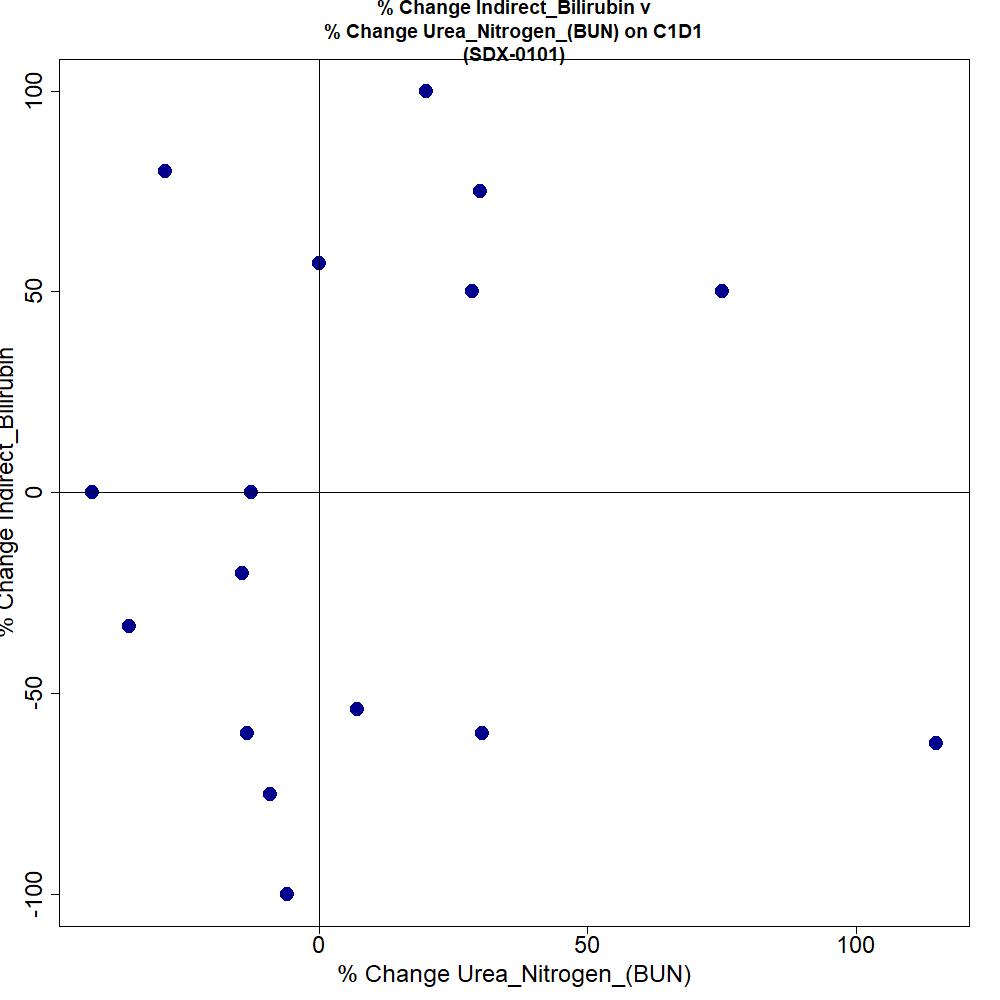 % Change Indirect_Bilirubin v
% Change Urea_Nitrogen_(BUN) on C1D1
(SDX-0101)
100
50
0
-50
-100
% Change Indirect_Bilirubin
0
50
100
% Change Urea_Nitrogen_(BUN)